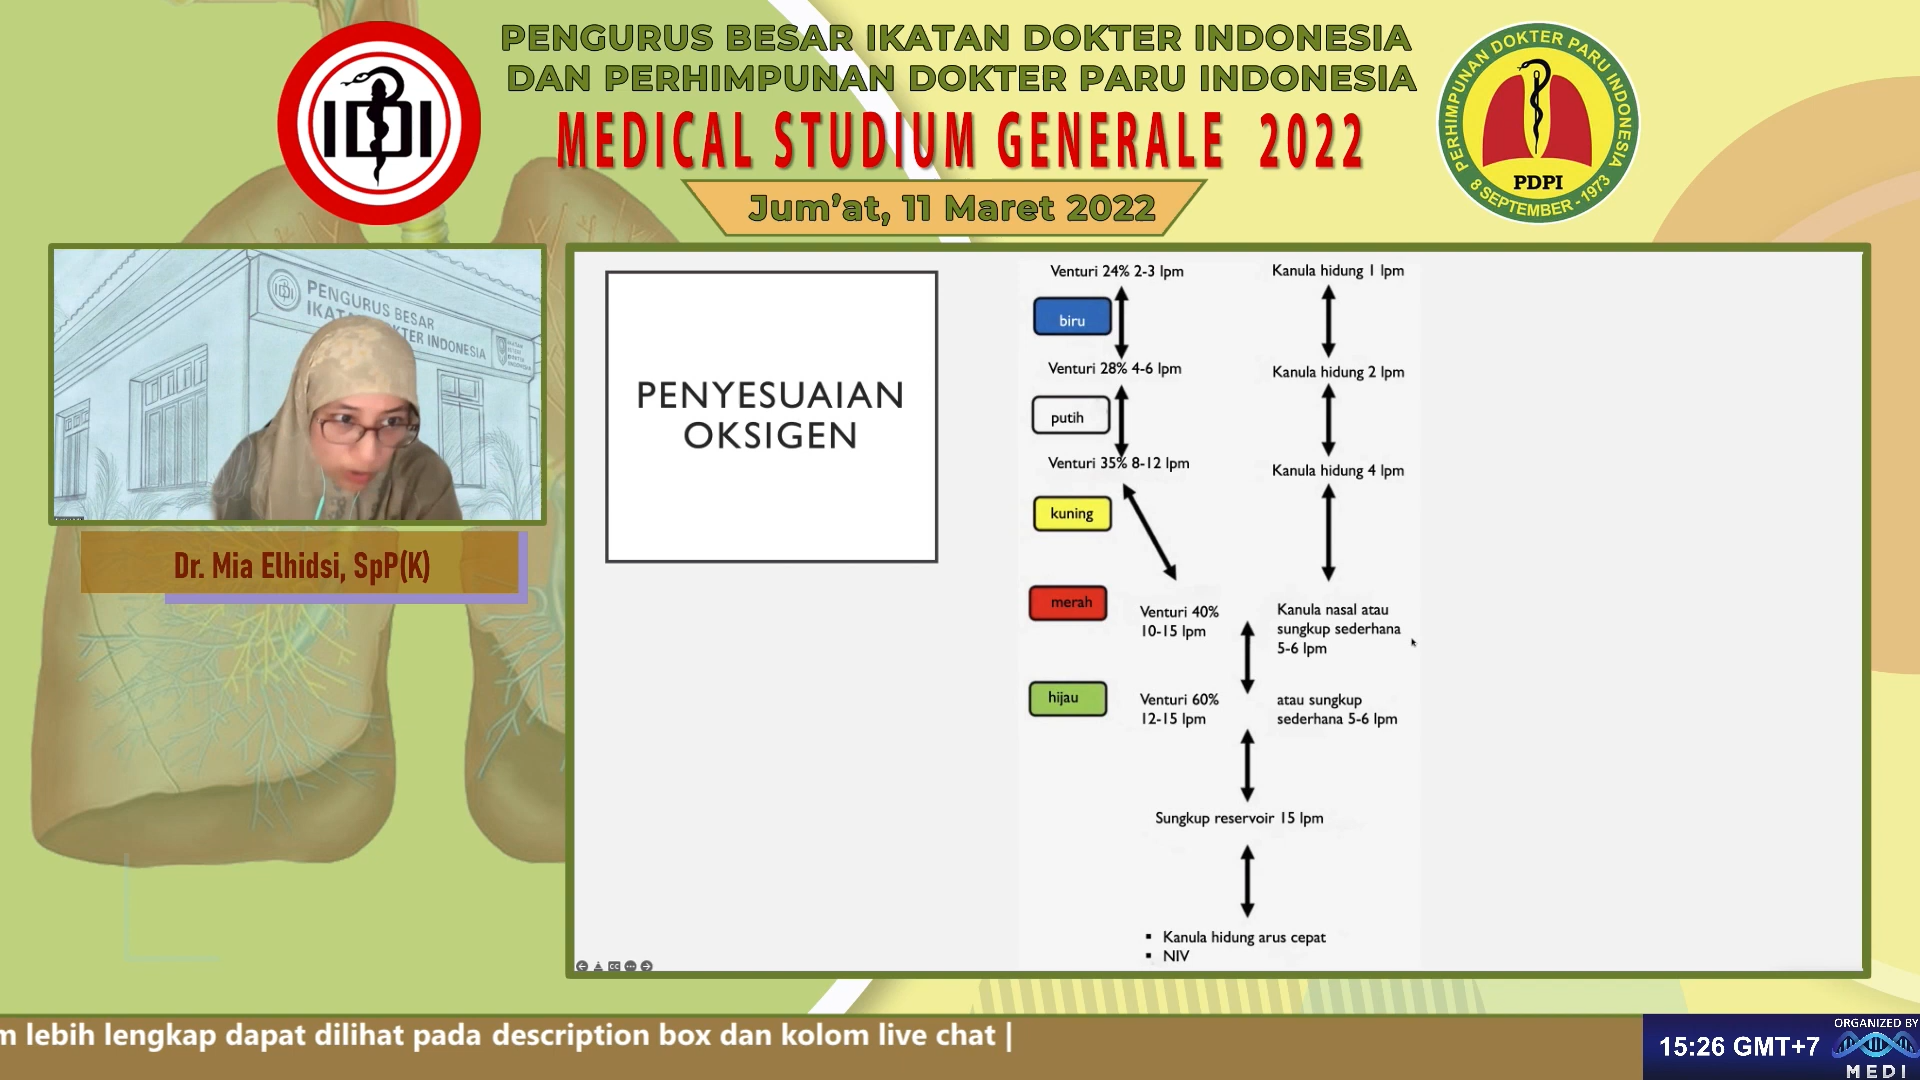 PENGURUS BESAR IKATAN DOKTER INDONESIA
DAN PERHIMPUNAN DOKTER PARU INDONESIA
MEDICAL STUDIUM GENERALE 2022
Jum'at, 11 Maret 2022
IDI
PERHIMPUNAN DOKTER PARU INDONESIA
PDPI
8 SEPTEMBER - 1973
PENGURUS BESAR
IKATAN DOKTER INDONESIA
Dr. Mia Elhidsi, SpP(K)
PENYESUAIAN
OKSIGEN
Venturi 24% 2-3 lpm
Kanula hidung 1 lpm
biru
Venturi 28% 4-6 lpm
Kanula hidung 2 lpm
putih
Venturi 35% 8-12 lpm
Kanula hidung 4 lpm
kuning
merah
Venturi 40%
10-15 lpm
Kanula nasal atau
sungkup sederhana
5-6 lpm
hijau
Venturi 60%
12-15 lpm
atau sungkup
sederhana 5-6 lpm
Sungkup reservoir 15 lpm
▪ Kanula hidung arus cepat
▪ NIV
lebih lengkap dapat dilihat pada description box dan kolom live chat |
15:26 GMT+7
ORGANIZED BY
MEDI